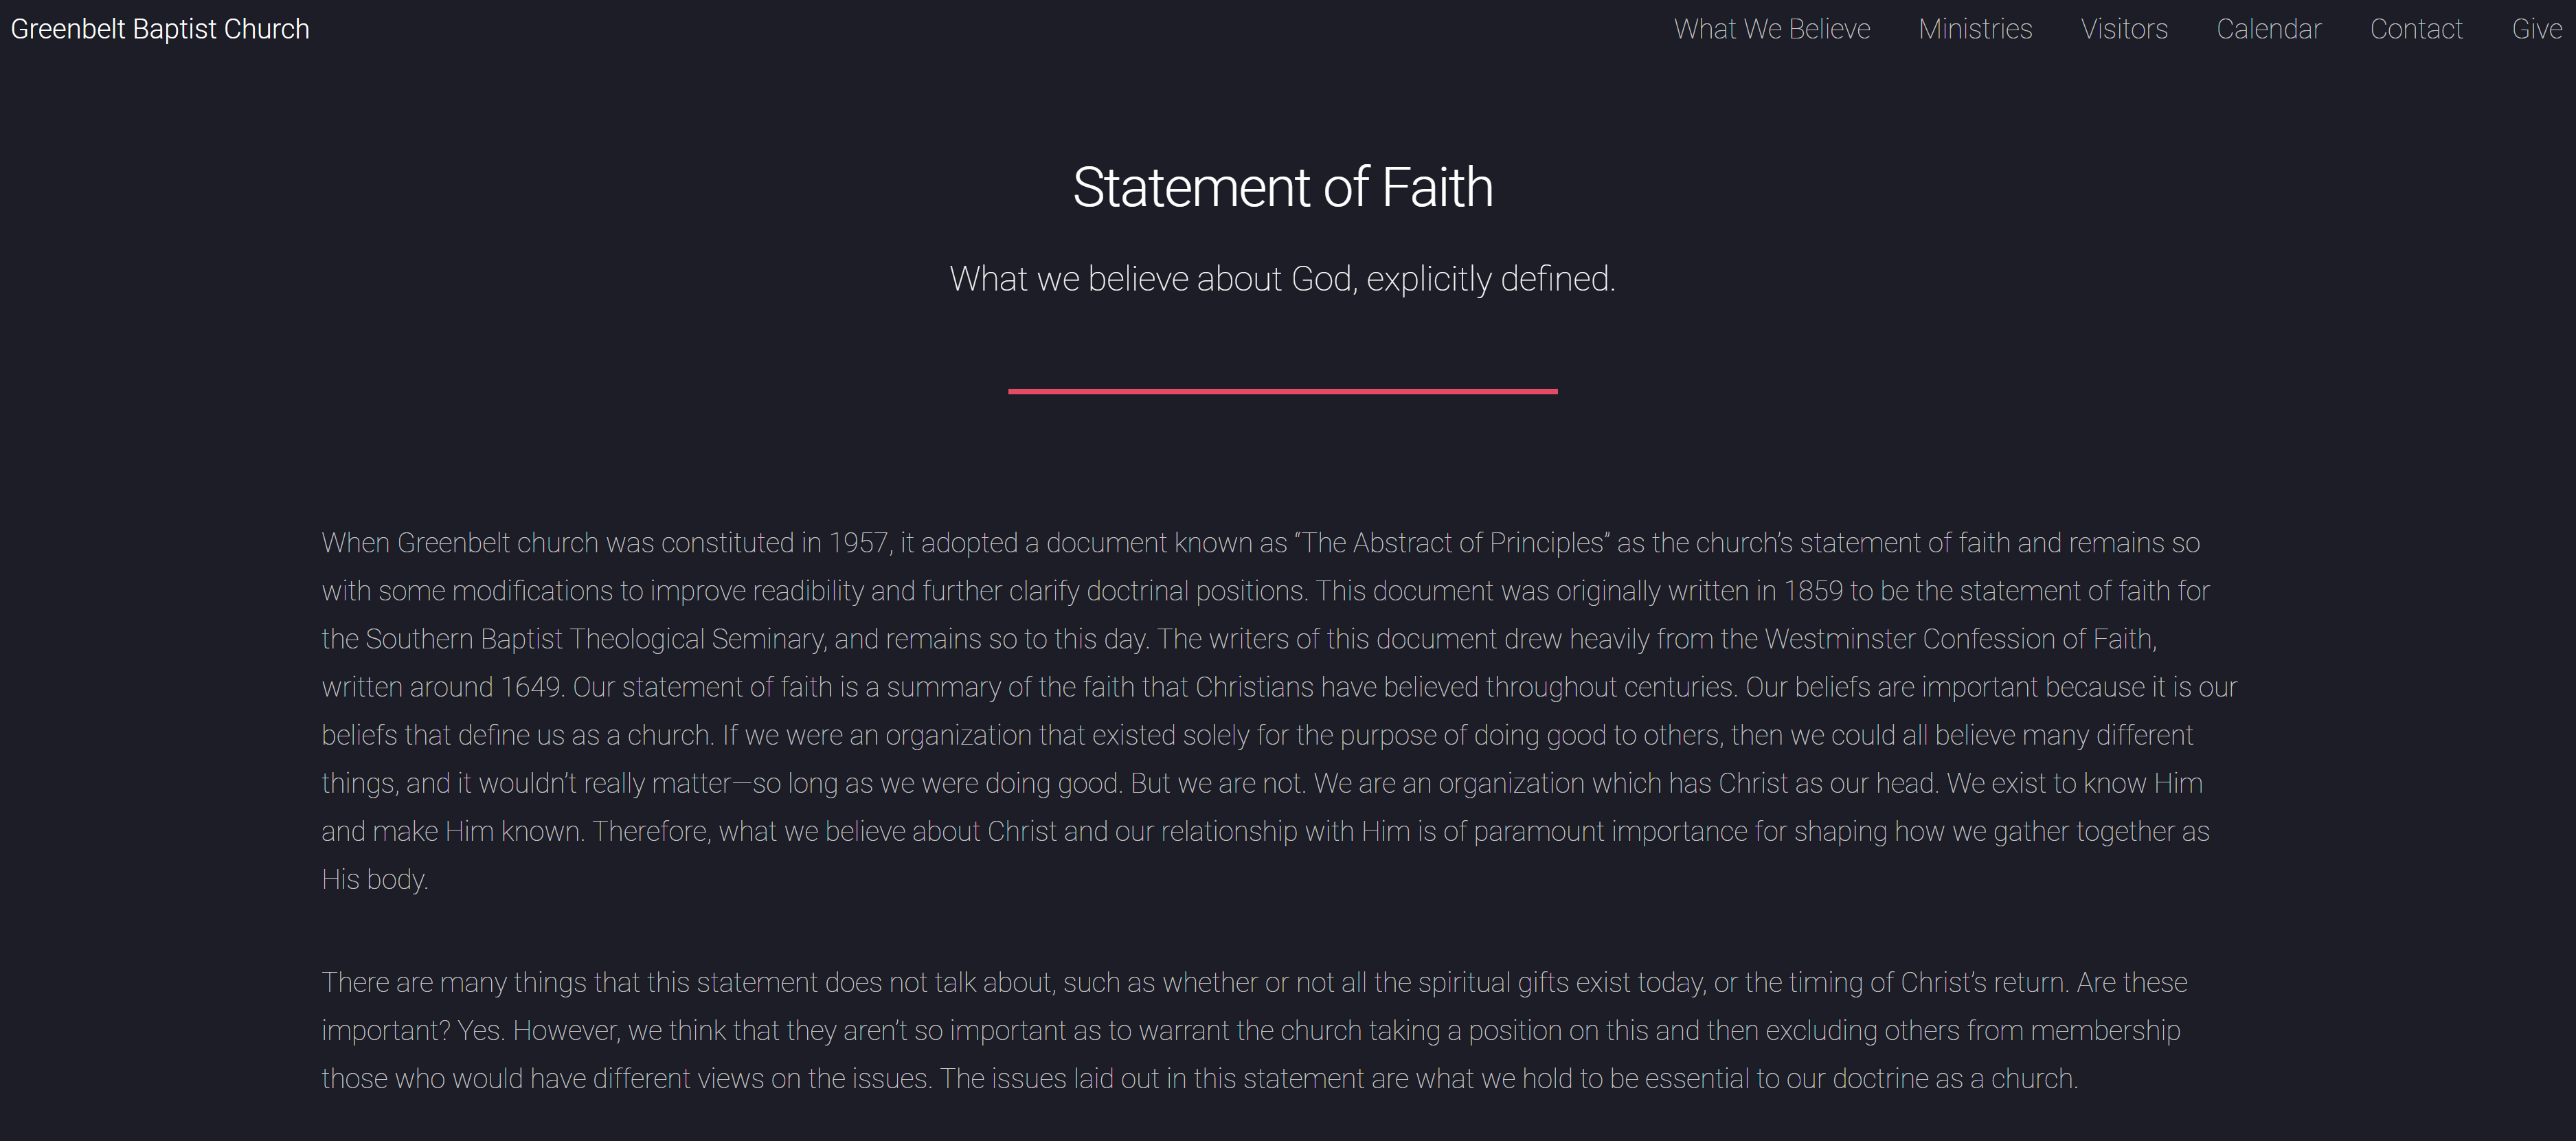 Greenbelt Baptist Church
What We Believe Ministries Visitors Calendar Contact Give
Statement of Faith
What we believe about God, explicitly defined.
When Greenbelt church was constituted in 1957, it adopted a document known as “The Abstract of Principles” as the church’s statement of faith and remains so
with some modifications to improve readibility and further clarify doctrinal positions. This document was originally written in 1859 to be the statement of faith for
the Southern Baptist Theological Seminary, and remains so to this day. The writers of this document drew heavily from the Westminster Confession of Faith,
written around 1649. Our statement of faith is a summary of the faith that Christians have believed throughout centuries. Our beliefs are important because it is our
beliefs that define us as a church. If we were an organization that existed solely for the purpose of doing good to others, then we could all believe many different
things, and it wouldn’t really matter—so long as we were doing good. But we are not. We are an organization which has Christ as our head. We exist to know Him
and make Him known. Therefore, what we believe about Christ and our relationship with Him is of paramount importance for shaping how we gather together as
His body.
There are many things that this statement does not talk about, such as whether or not all the spiritual gifts exist today, or the timing of Christ’s return. Are these
important? Yes. However, we think that they aren’t so important as to warrant the church taking a position on this and then excluding others from membership
those who would have different views on the issues. The issues laid out in this statement are what we hold to be essential to our doctrine as a church.